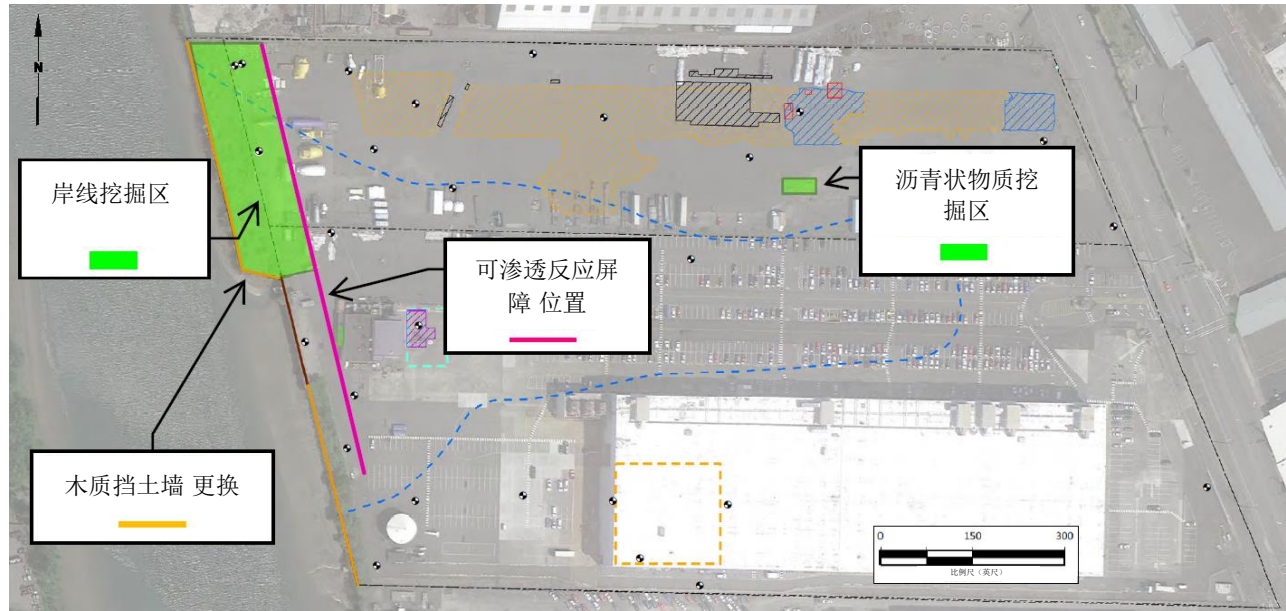 N
岸线挖掘区
沥青状物质挖
掘区
可渗透反应屏
障 位置
木质挡土墙 更换
0 150 300
比例尺（英尺）